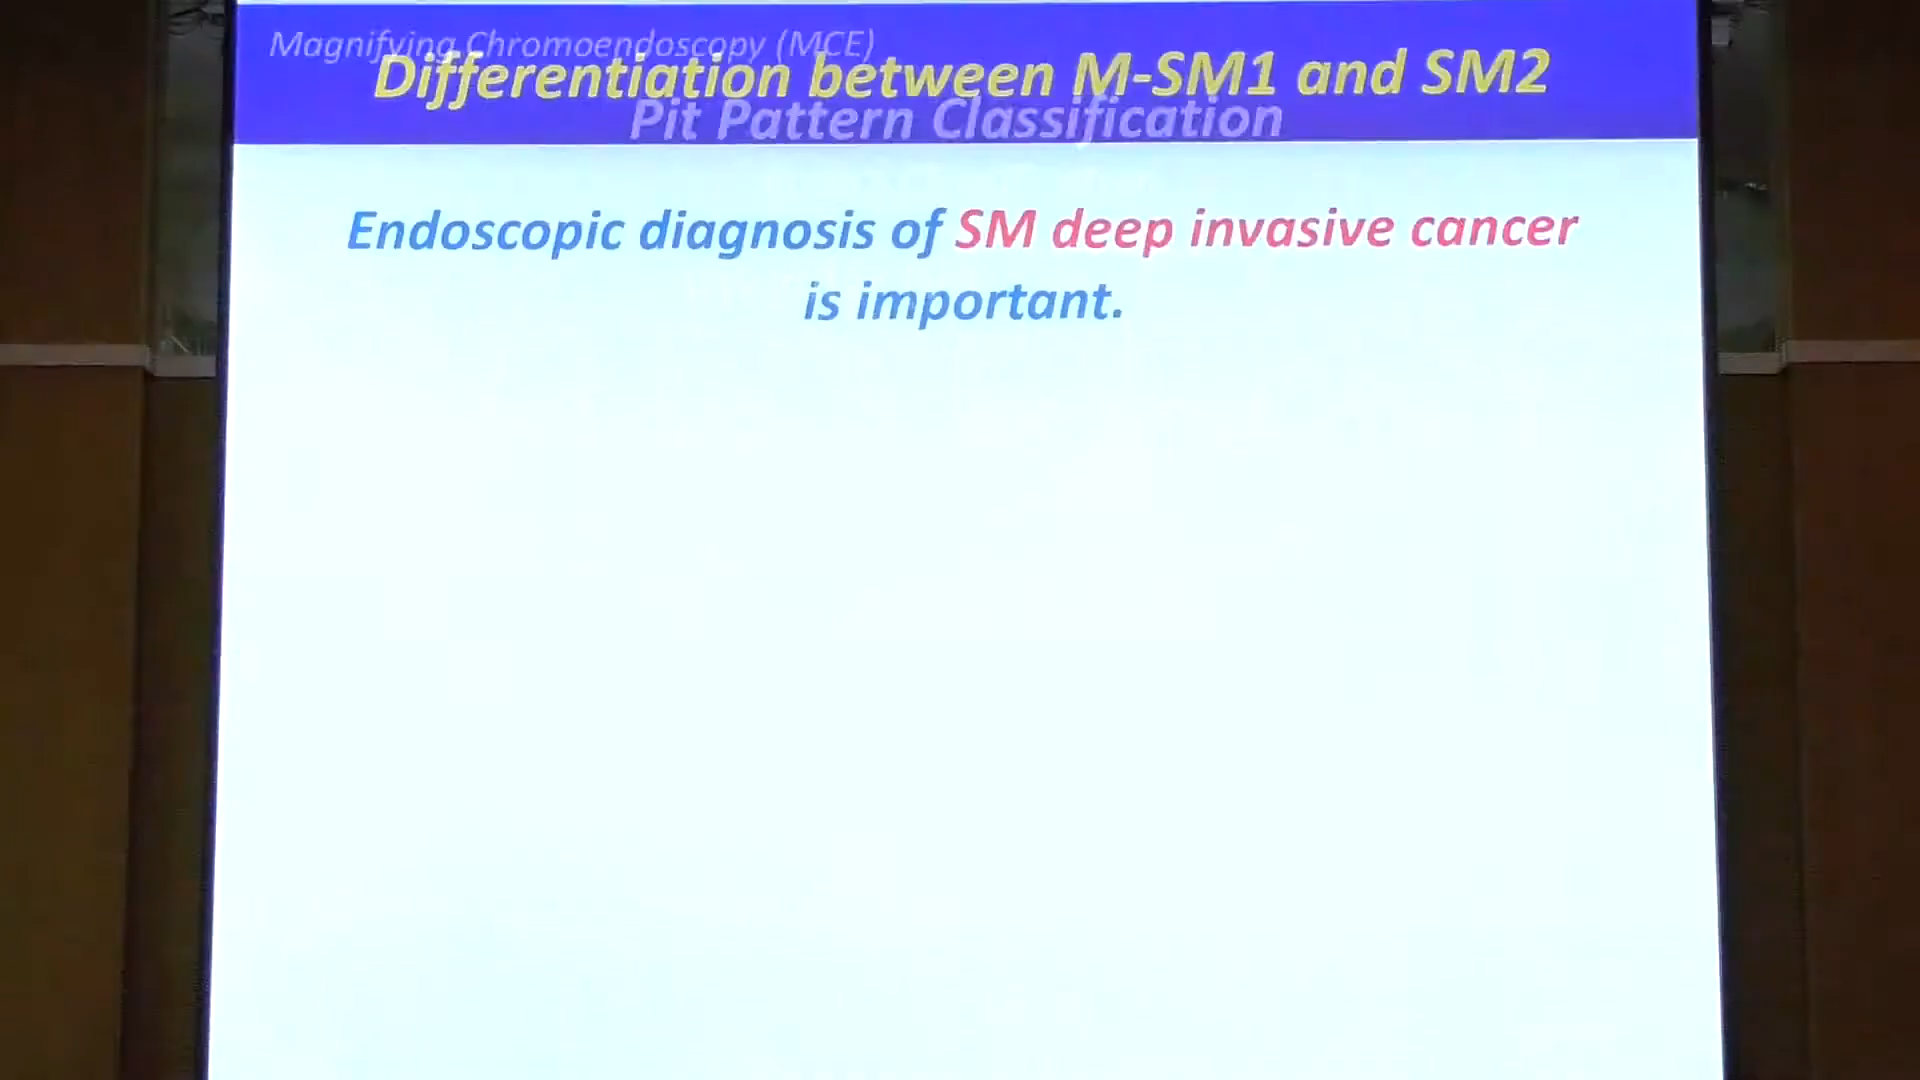 Magnifying Chromoendoscopy (MCE)
Differentiation between M-SM1 and SM2
Pit Pattern Classification
Endoscopic diagnosis of SM deep invasive cancer
is important.